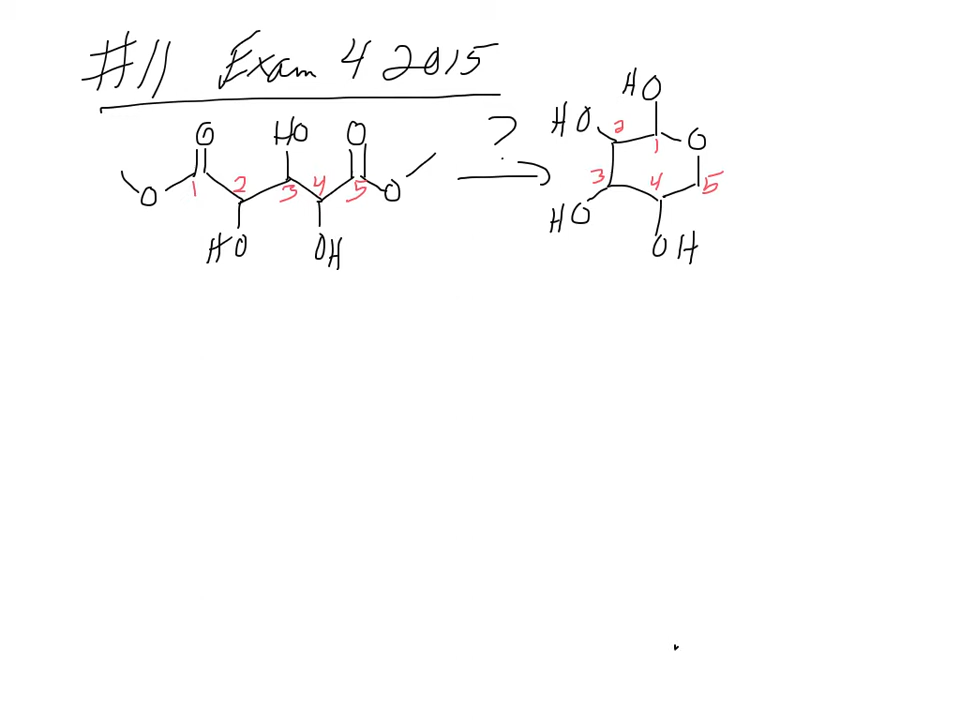 #11 Exam 4 2015
HO
O HO O ? HO 2 1 O
O 1 2 3 4 5 O 3 4 5
HO OH HO OH